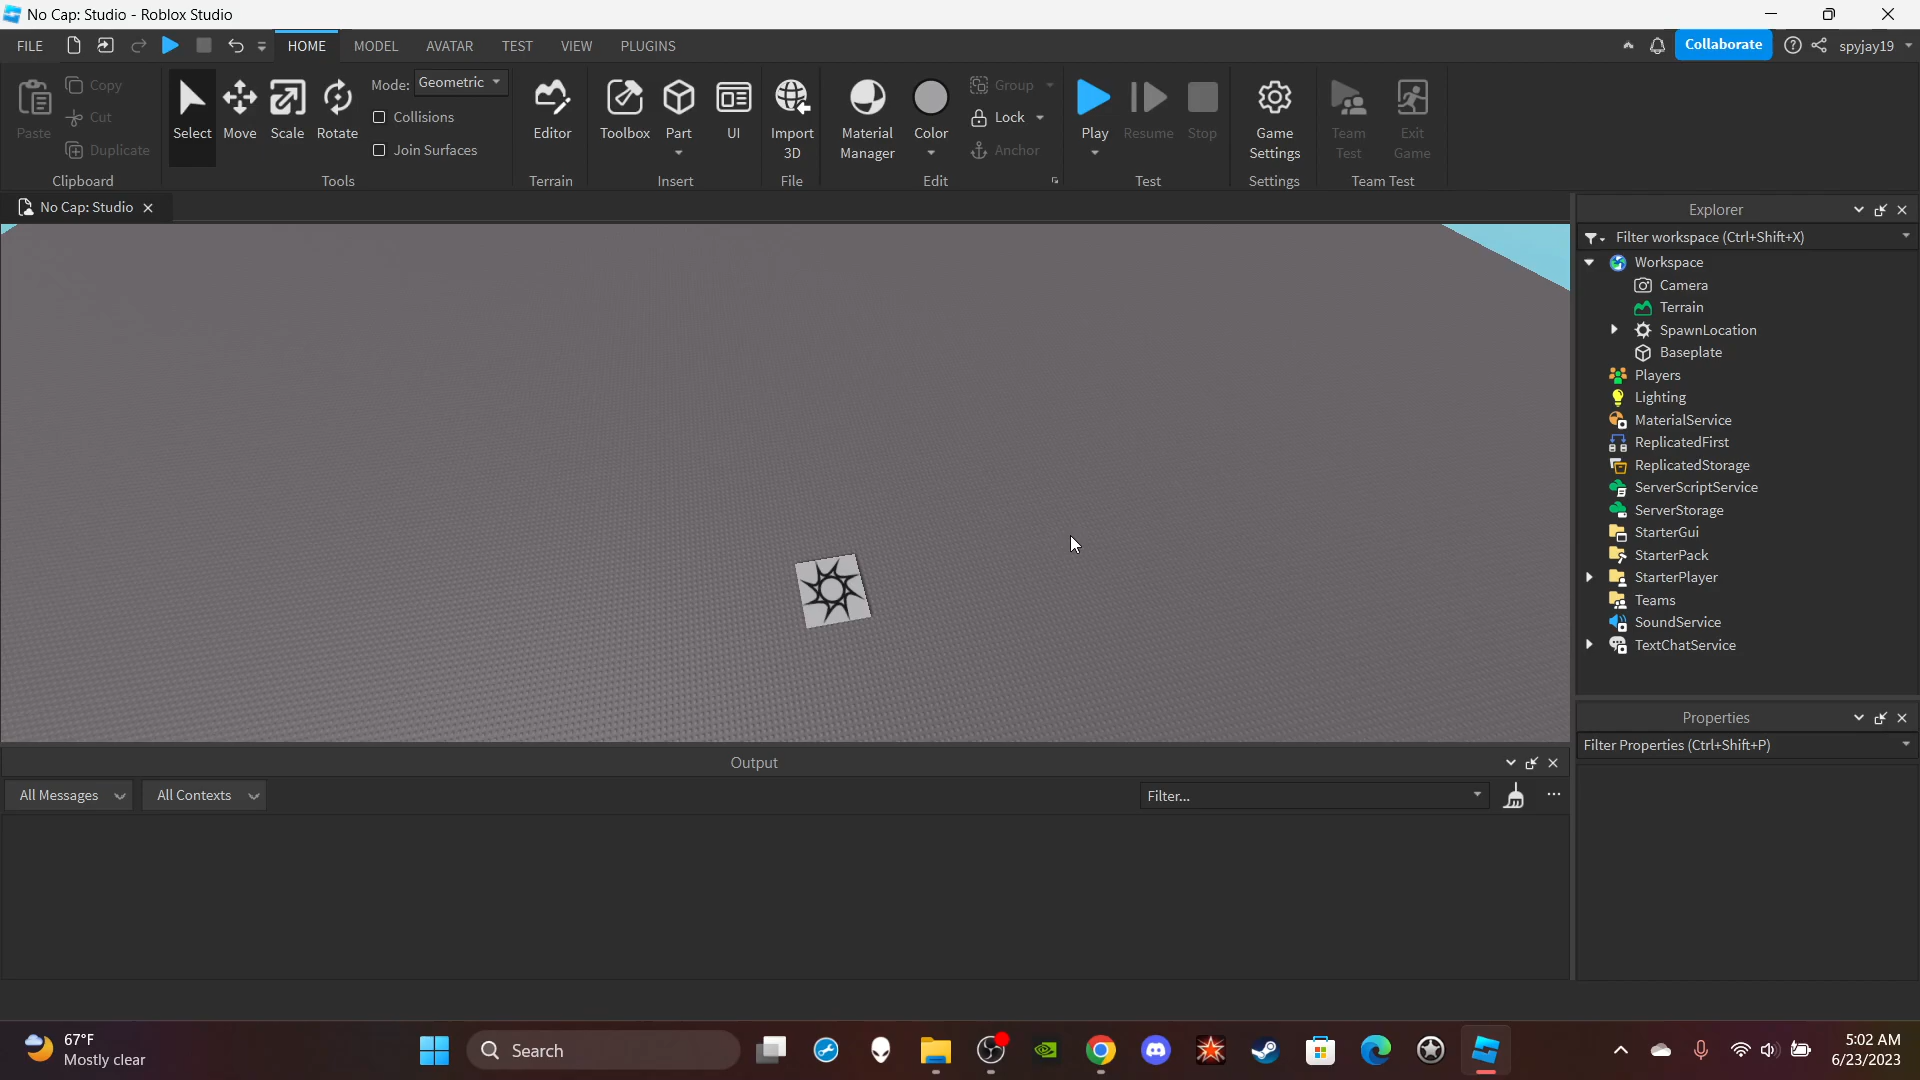 No Cap: Studio - Roblox Studio
FILE HOME MODEL AVATAR TEST VIEW PLUGINS Collaborate spyjay19
Paste Copy Cut Duplicate
Clipboard
Select Move Scale Rotate Mode: Geometric
Collisions
Join Surfaces
Tools
Editor
Terrain
Toolbox Part UI
Insert
Import
3D
File
Material
Manager
Color
Group
Lock
Anchor
Edit
Play Resume Stop
Test
Game
Settings
Settings
Team
Test
Exit
Game
Team Test
No Cap: Studio
Explorer
Filter workspace (Ctrl+Shift+X)
Workspace
Camera
Terrain
SpawnLocation
Baseplate
Players
Lighting
MaterialService
ReplicatedFirst
ReplicatedStorage
ServerScriptService
ServerStorage
StarterGui
StarterPack
StarterPlayer
Teams
SoundService
TextChatService
Properties
Filter Properties (Ctrl+Shift+P)
Output
All Messages All Contexts Filter...
67°F
Mostly clear
Search
5:02 AM
6/23/2023